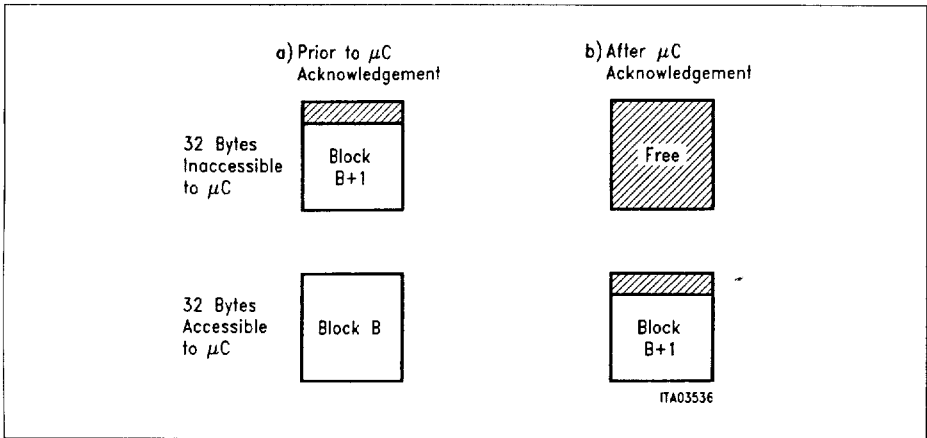 a) Prior to μC
Acknowledgement
b) After μC
Acknowledgement
32 Bytes
Inaccessible
to μC
Block
B+1
Free
32 Bytes
Accessible
to μC
Block B
Block
B+1
ITA03536